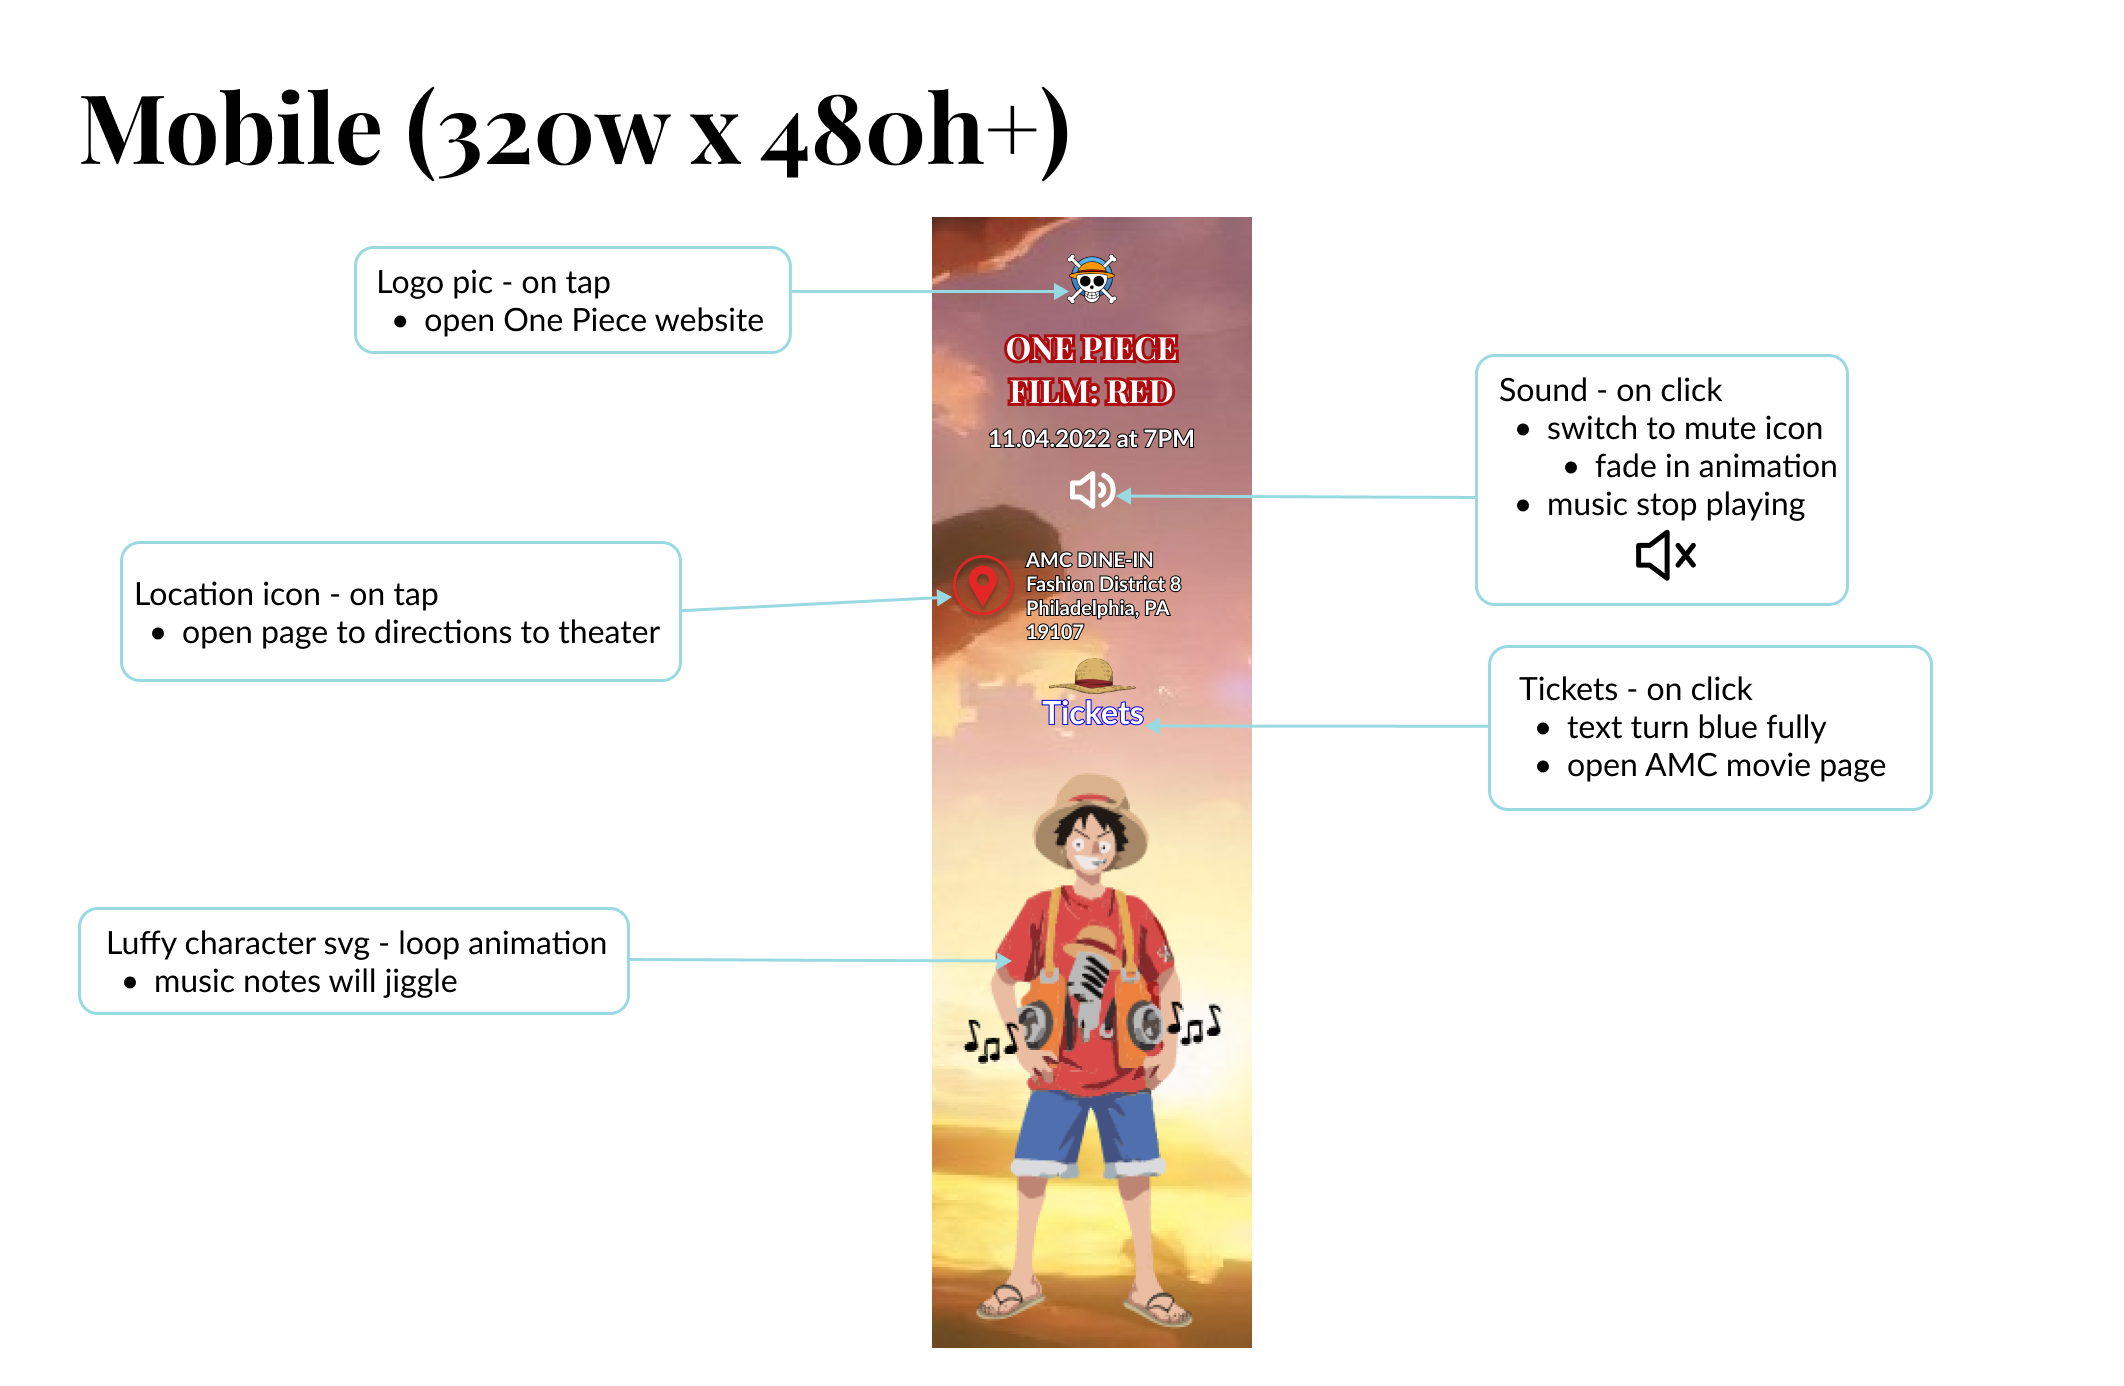 Mobile (320w x 480h+)
Logo pic - on tap
• open One Piece website
ONE PIECE
FILM: RED
11.04.2022 at 7PM
Sound - on click
• switch to mute icon
• fade in animation
• music stop playing
Location icon - on tap
• open page to directions to theater
AMC DINE-IN
Fashion District 8
Philadelphia, PA
19107
Tickets
Tickets - on click
• text turn blue fully
• open AMC movie page
Luffy character svg - loop animation
• music notes will jiggle